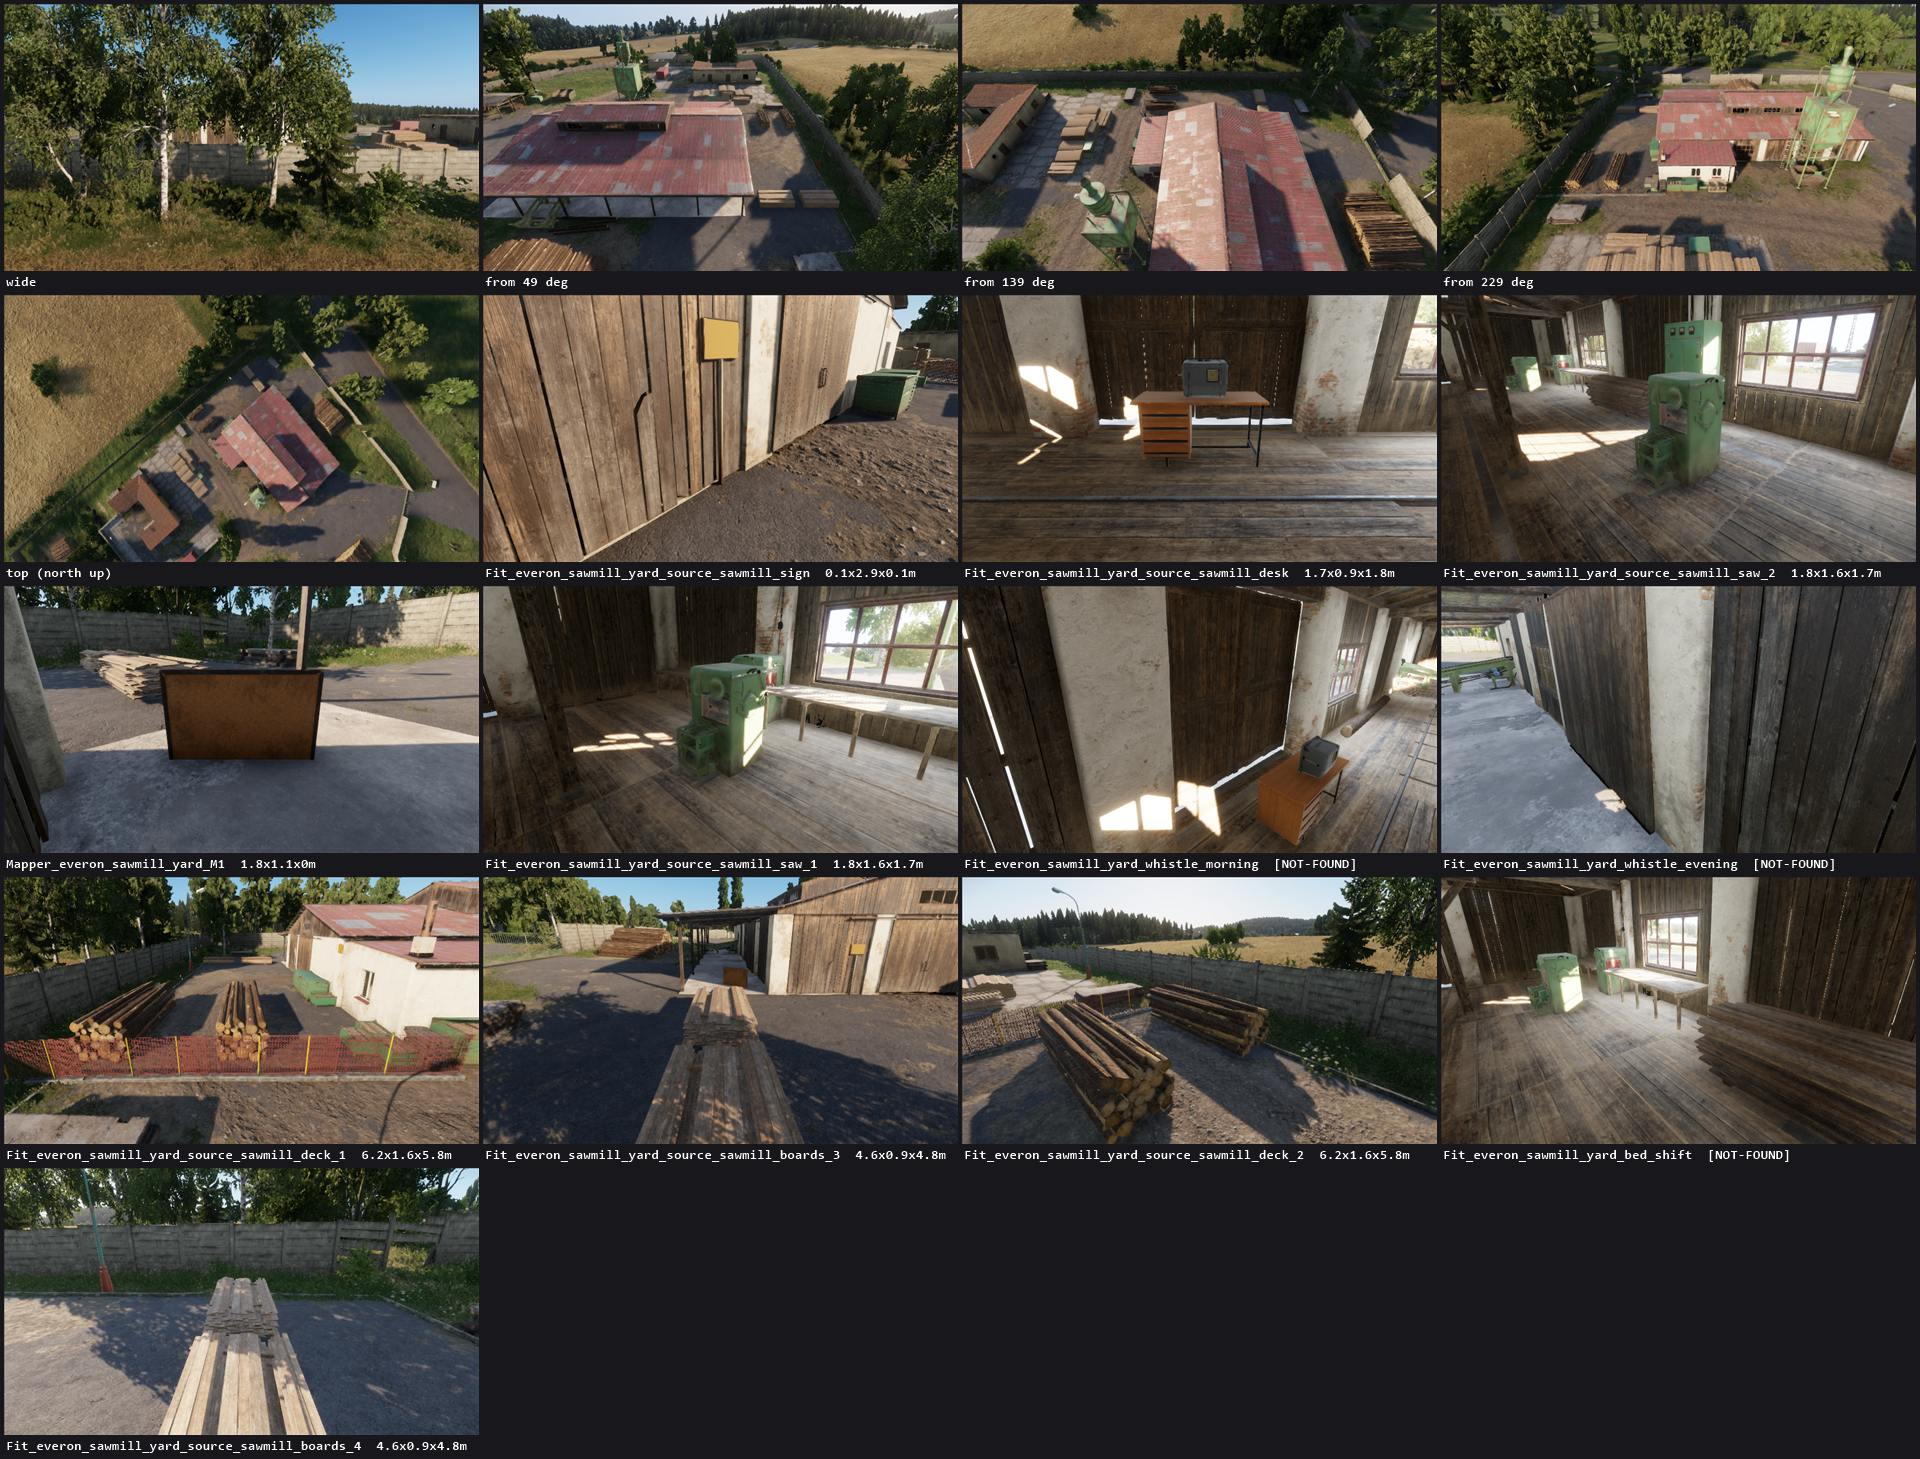 wide
from 49 deg
from 139 deg
from 229 deg
top (north up)
Fit_everon_sawmill_yard_source_sawmill_sign 0.1x2.9x0.1m
Fit_everon_sawmill_yard_source_sawmill_desk 1.7x0.9x1.8m
Fit_everon_sawmill_yard_source_sawmill_saw_2 1.8x1.6x1.7m
Mapper_everon_sawmill_yard_M1 1.8x1.1x0m
Fit_everon_sawmill_yard_source_sawmill_saw_1 1.8x1.6x1.7m
Fit_everon_sawmill_yard_whistle_morning [NOT-FOUND]
Fit_everon_sawmill_yard_whistle_evening [NOT-FOUND]
Fit_everon_sawmill_yard_source_sawmill_deck_1 6.2x1.6x5.8m
Fit_everon_sawmill_yard_source_sawmill_boards_3 4.6x0.9x4.8m
Fit_everon_sawmill_yard_source_sawmill_deck_2 6.2x1.6x5.8m
Fit_everon_sawmill_yard_bed_shift [NOT-FOUND]
Fit_everon_sawmill_yard_source_sawmill_boards_4 4.6x0.9x4.8m